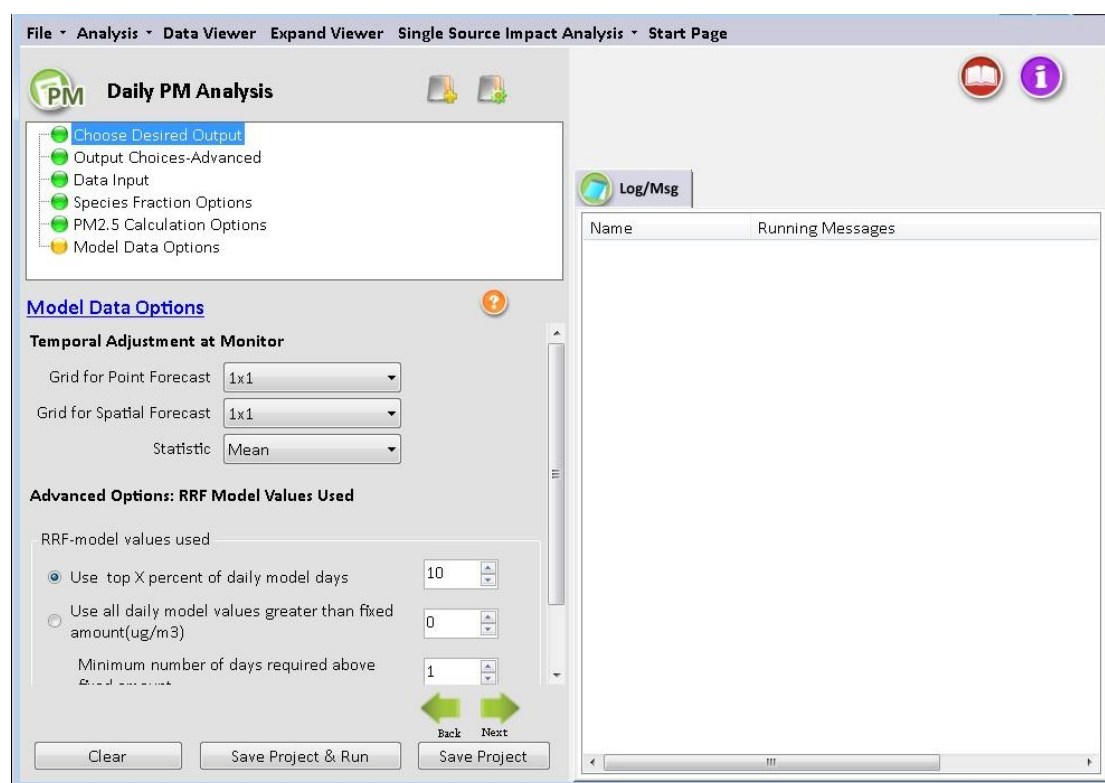 File Analysis Data Viewer Expand Viewer Single Source Impact Analysis Start Page
PM Daily PM Analysis
Choose Desired Output
Output Choices-Advanced
Data Input
Species Fraction Options
PM2.5 Calculation Options
Model Data Options
Model Data Options
Temporal Adjustment at Monitor
Grid for Point Forecast 1x1
Grid for Spatial Forecast 1x1
Statistic Mean
Advanced Options: RRF Model Values Used
RRF-model values used
Use top X percent of daily model days 10
Use all daily model values greater than fixed
amount(ug/m3) 0
Minimum number of days required above 1
Back Next
Clear Save Project & Run Save Project
Log/Msg
Name Running Messages